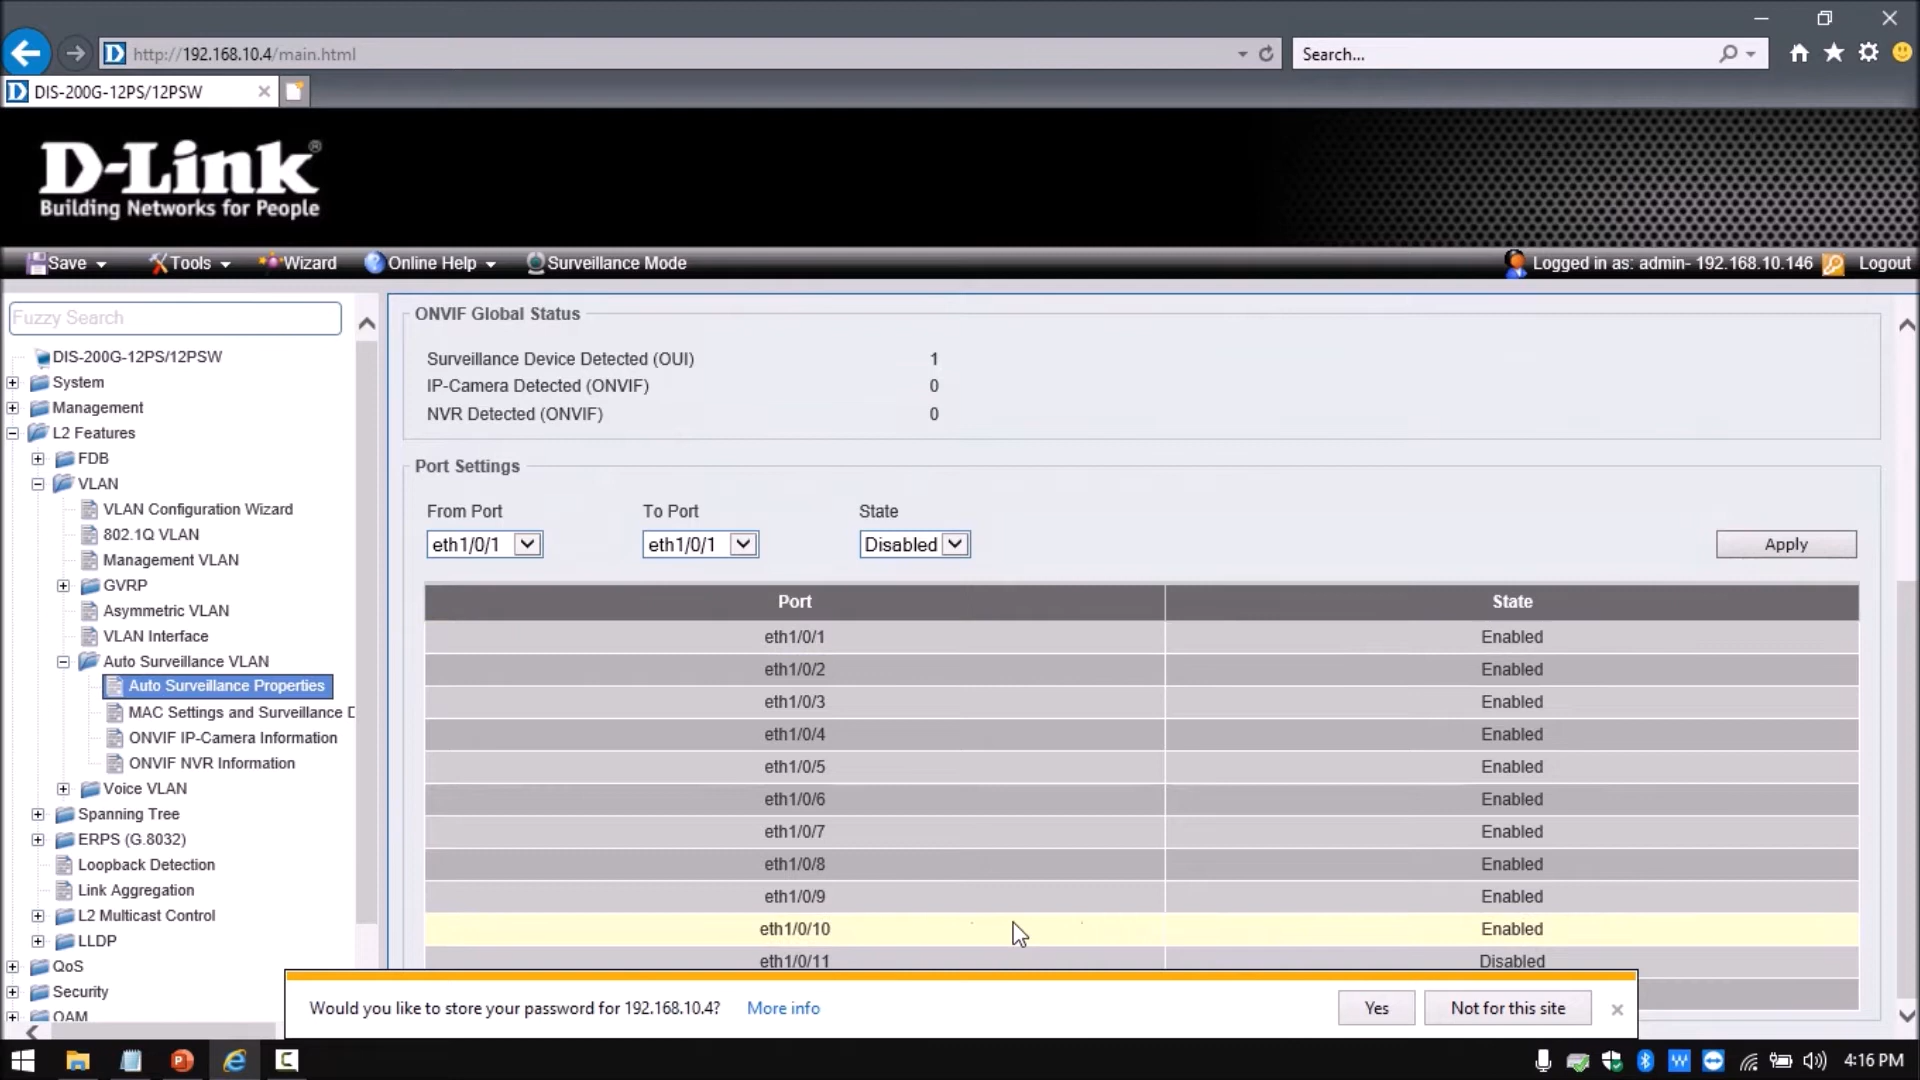 http://192.168.10.4/main.html
Search...
DIS-200G-12PS/12PSW
D-Link®
Building Networks for People
Save
Tools
Wizard
Online Help
Surveillance Mode
Logged in as: admin- 192.168.10.146
Logout
Fuzzy Search
DIS-200G-12PS/12PSW
System
Management
L2 Features
FDB
VLAN
VLAN Configuration Wizard
802.1Q VLAN
Management VLAN
GVRP
Asymmetric VLAN
VLAN Interface
Auto Surveillance VLAN
Auto Surveillance Properties
MAC Settings and Surveillance D
ONVIF IP-Camera Information
ONVIF NVR Information
Voice VLAN
Spanning Tree
ERPS (G.8032)
Loopback Detection
Link Aggregation
L2 Multicast Control
LLDP
QoS
Security
OAM
ONVIF Global Status
Surveillance Device Detected (OUI) 1
IP-Camera Detected (ONVIF) 0
NVR Detected (ONVIF) 0
Port Settings
From Port To Port State
eth1/0/1 eth1/0/1 Disabled Apply
Port State
eth1/0/1 Enabled
eth1/0/2 Enabled
eth1/0/3 Enabled
eth1/0/4 Enabled
eth1/0/5 Enabled
eth1/0/6 Enabled
eth1/0/7 Enabled
eth1/0/8 Enabled
eth1/0/9 Enabled
eth1/0/10 Enabled
eth1/0/11 Disabled
Would you like to store your password for 192.168.10.4? More info Yes Not for this site
4:16 PM